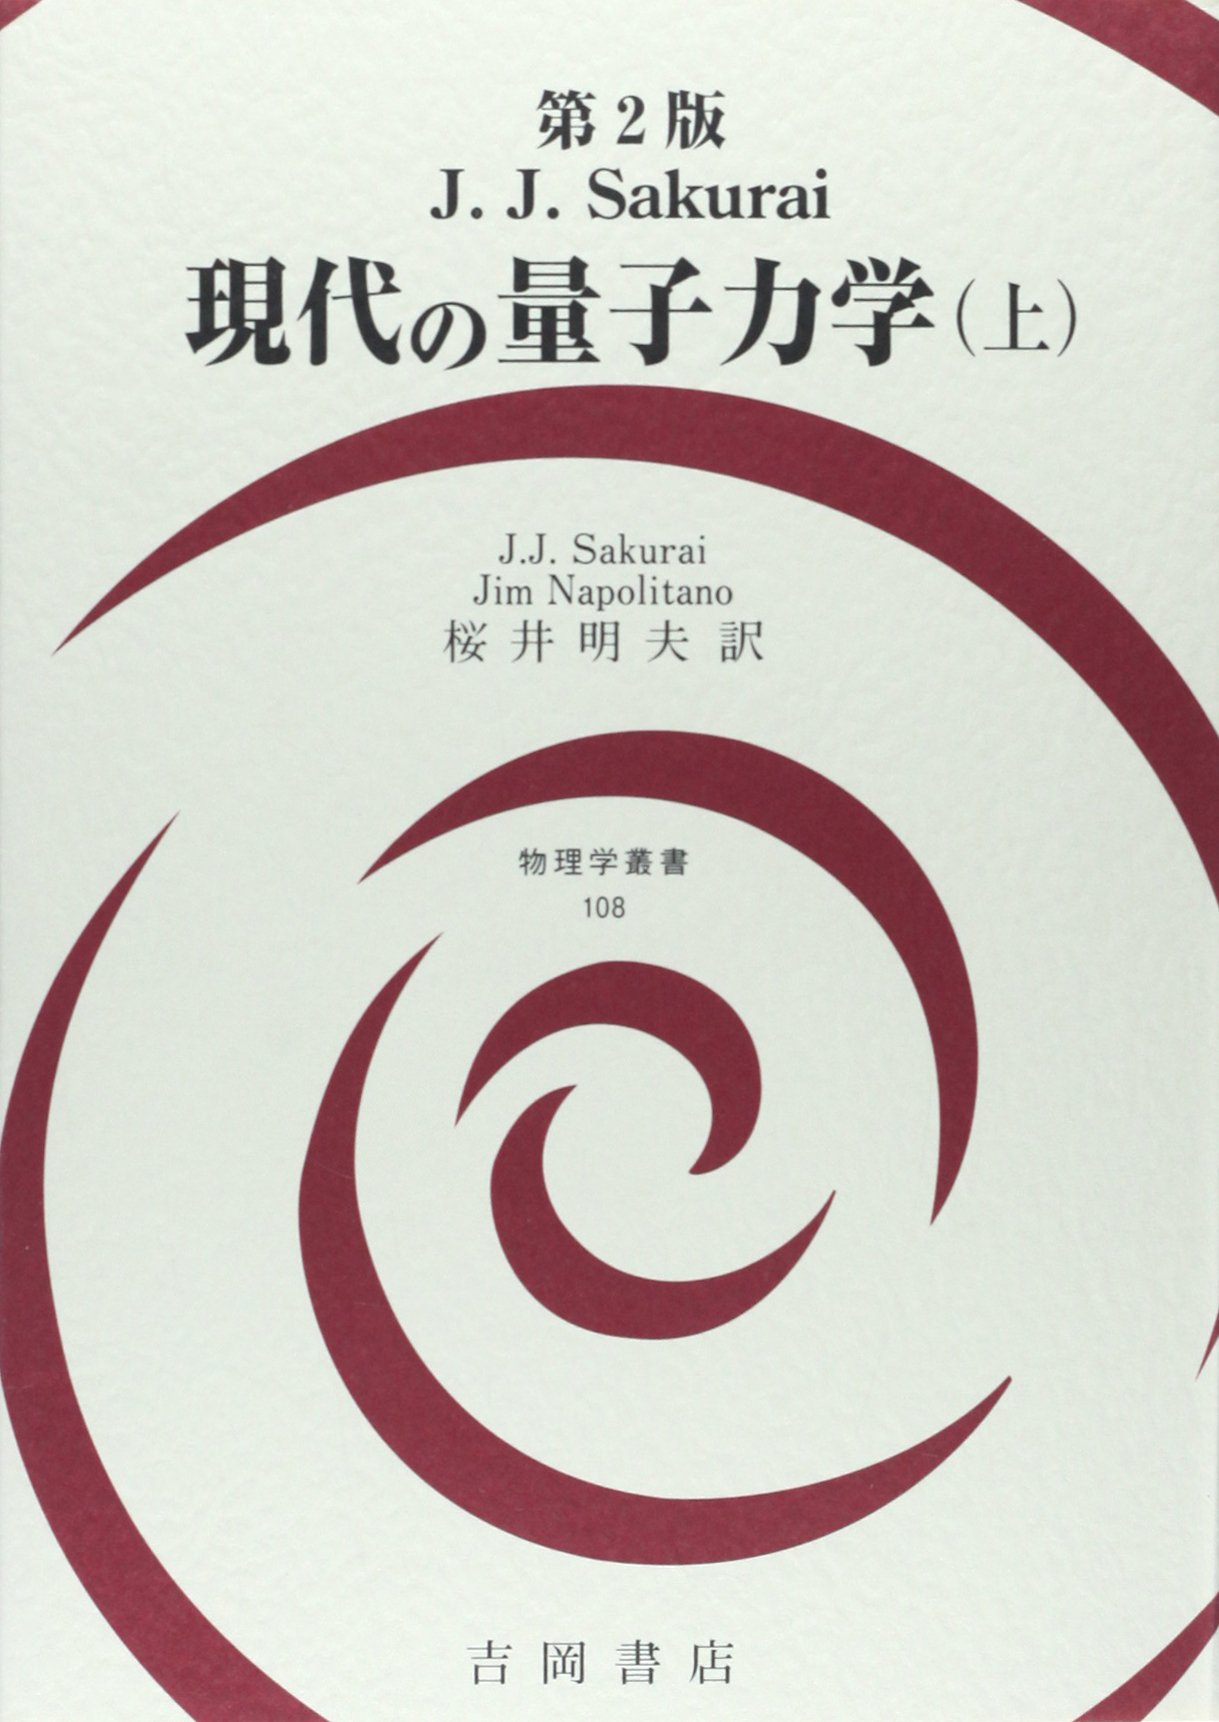 第2版
J. J. Sakurai
現代の量子力学(上)
J.J. Sakurai
Jim Napolitano
桜井明夫訳
物理学叢書
108
吉岡書店